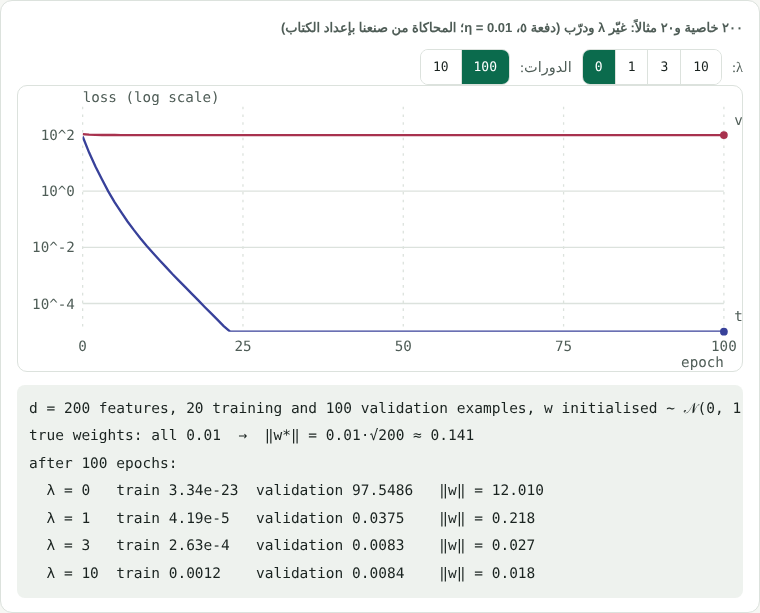 ٢٠٠ خاصية و٢٠ مثالاً: غيّر λ ودرّب (دفعة ٥، η = 0.01؛ المحاكاة من صنعنا بإعداد الكتاب)
λ: 10 3 1 0 الدورات: 100 10
loss (log scale)
v
10^2
10^0
10^-2
10^-4
t
0 25 50 75 100
epoch
d = 200 features, 20 training and 100 validation examples, w initialised ~ 𝒩(0, 1
true weights: all 0.01 → ‖w*‖ = 0.01·√200 ≈ 0.141
after 100 epochs:
λ = 0 train 3.34e-23 validation 97.5486 ‖w‖ = 12.010
λ = 1 train 4.19e-5 validation 0.0375 ‖w‖ = 0.218
λ = 3 train 2.63e-4 validation 0.0083 ‖w‖ = 0.027
λ = 10 train 0.0012 validation 0.0084 ‖w‖ = 0.018